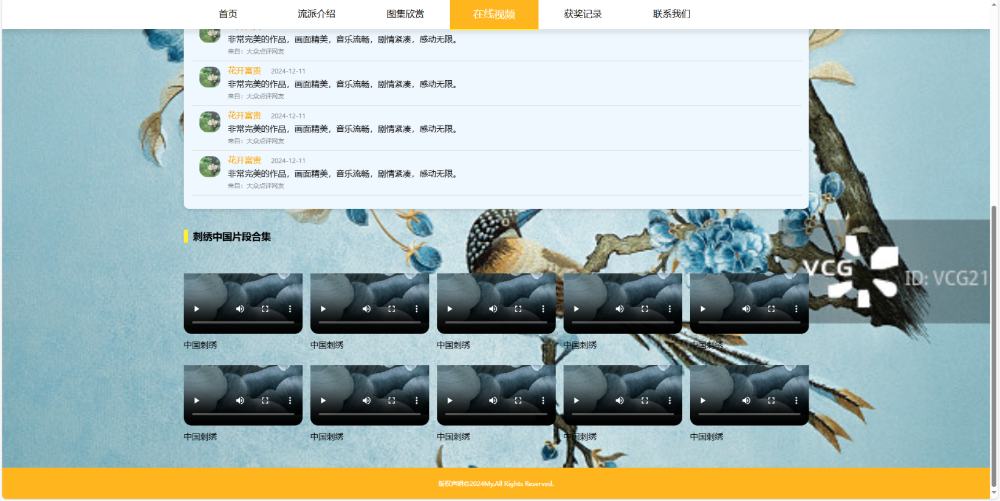 首页 流派介绍 图集欣赏 在线视频 获奖记录 联系我们
非常完美的作品，画面精美，音乐流畅，剧情紧凑，感动无限。
来自：大众点评网友
花开富贵 2024-12-11
非常完美的作品，画面精美，音乐流畅，剧情紧凑，感动无限。
来自：大众点评网友
花开富贵 2024-12-11
非常完美的作品，画面精美，音乐流畅，剧情紧凑，感动无限。
来自：大众点评网友
花开富贵 2024-12-11
非常完美的作品，画面精美，音乐流畅，剧情紧凑，感动无限。
来自：大众点评网友
刺绣中国片段合集
VCG
ID: VCG21
中国刺绣 中国刺绣 中国刺绣 中国刺绣 中国刺绣
中国刺绣 中国刺绣 中国刺绣 中国刺绣 中国刺绣
版权声明©2024My.All Rights Reserved.